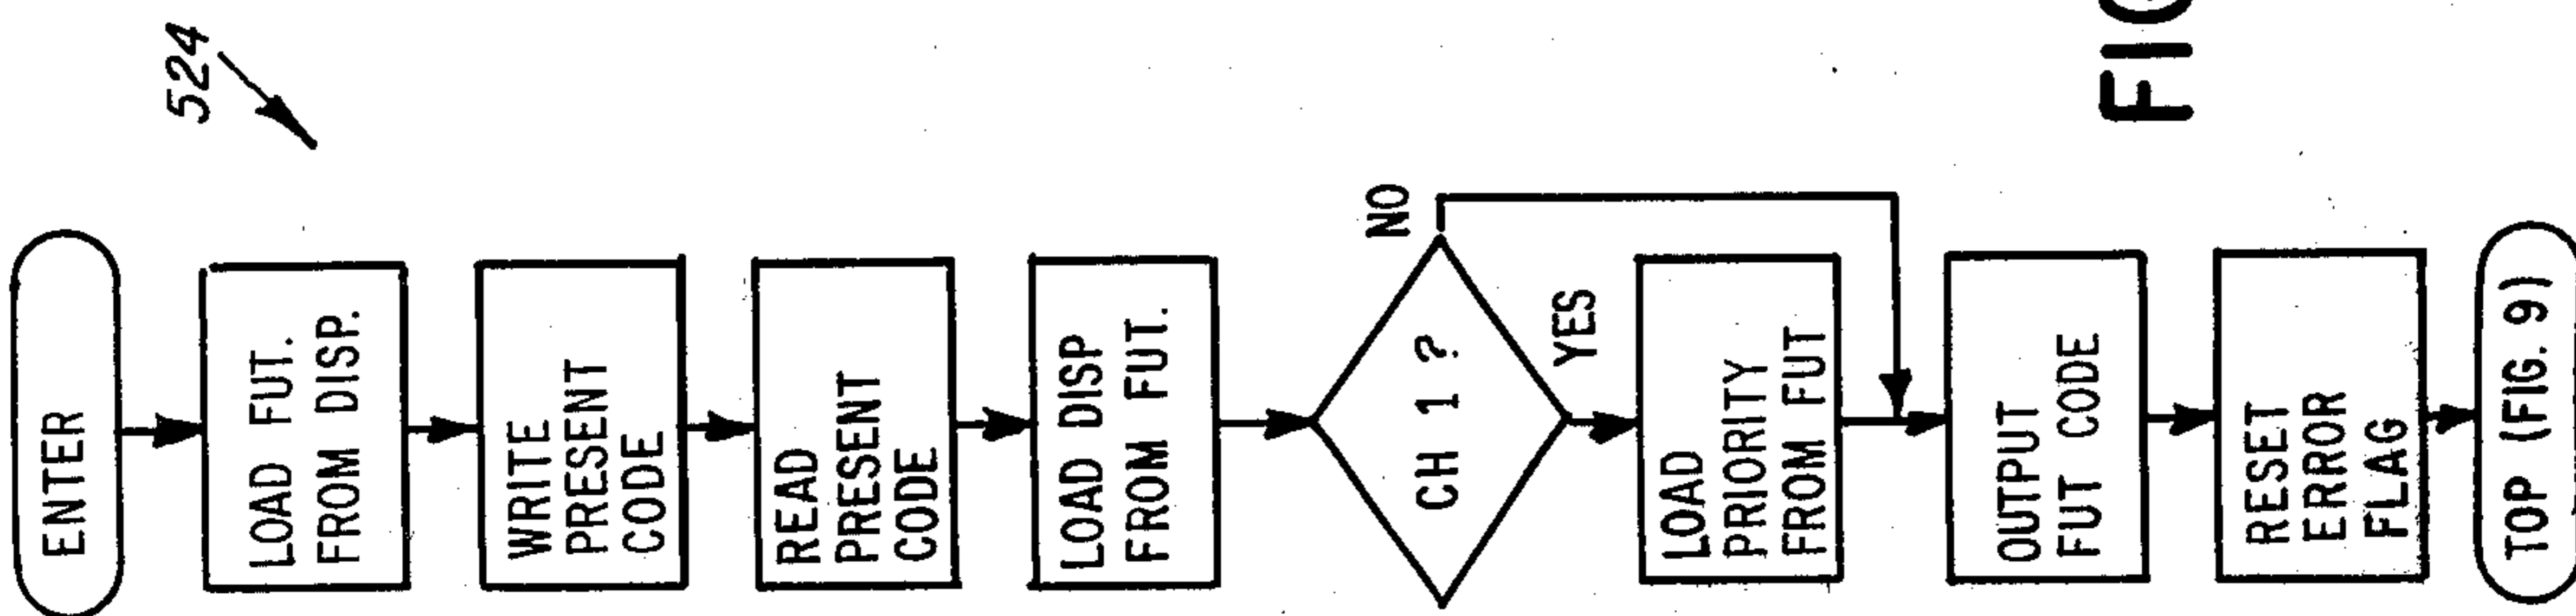 524
ENTER
LOAD FUT.
FROM DISP.
WRITE
PRESENT
CODE
READ
PRESENT
CODE
LOAD DISP
FROM FUT.
CH 1 ?
NO
YES
LOAD
PRIORITY
FROM FUT
OUTPUT
FUT CODE
RESET
ERROR
FLAG
TOP (FIG. 9)